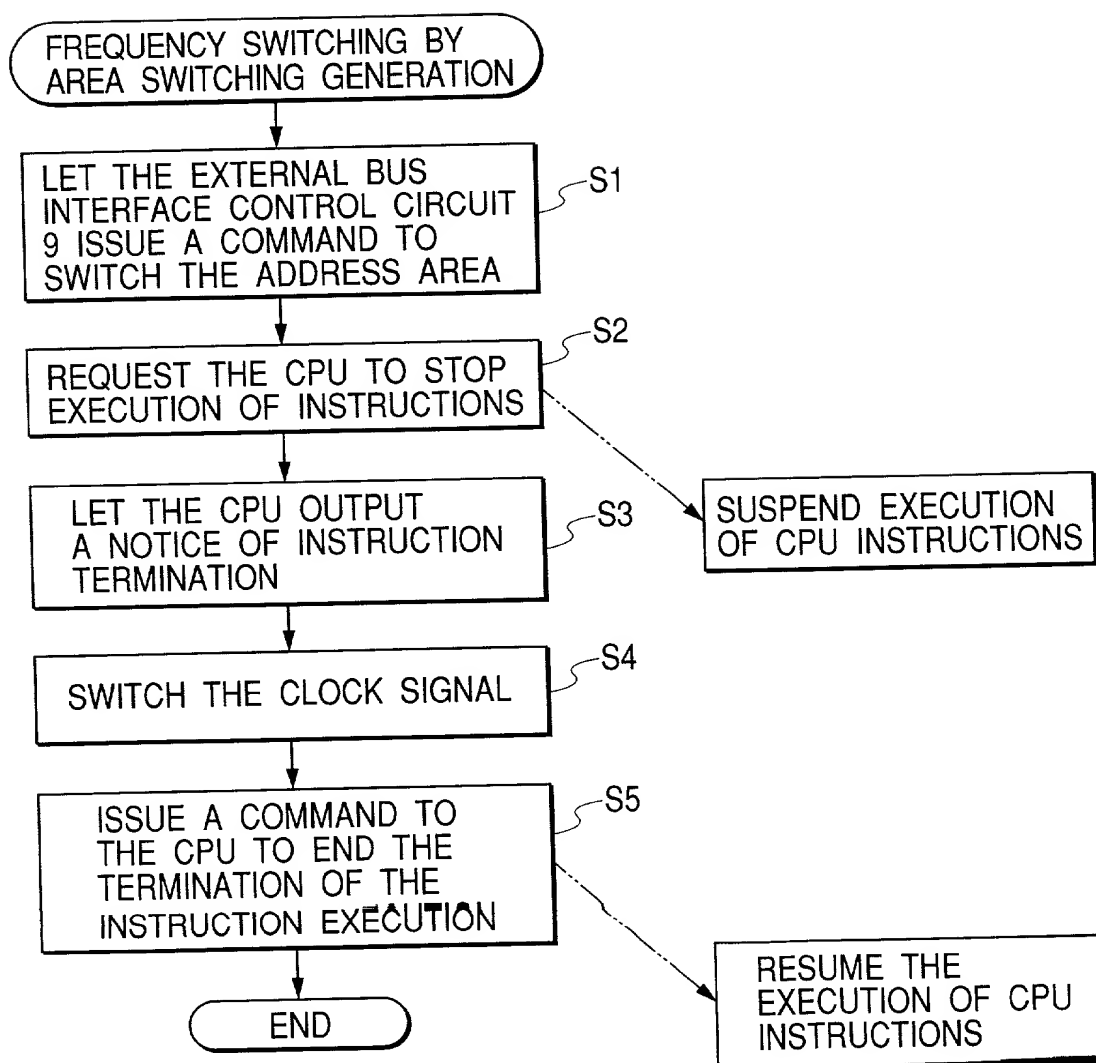 FREQUENCY SWITCHING BY
AREA SWITCHING GENERATION
LET THE EXTERNAL BUS
INTERFACE CONTROL CIRCUIT
9 ISSUE A COMMAND TO
SWITCH THE ADDRESS AREA
S1
REQUEST THE CPU TO STOP
EXECUTION OF INSTRUCTIONS
S2
SUSPEND EXECUTION
OF CPU INSTRUCTIONS
LET THE CPU OUTPUT
A NOTICE OF INSTRUCTION
TERMINATION
S3
SWITCH THE CLOCK SIGNAL
S4
ISSUE A COMMAND TO
THE CPU TO END THE
TERMINATION OF THE
INSTRUCTION EXECUTION
S5
RESUME THE
EXECUTION OF CPU
INSTRUCTIONS
END